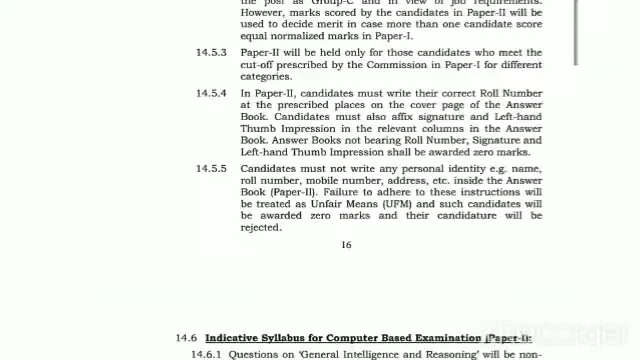 the post as Group-C and in view of job requirements.
However, marks scored by the candidates in Paper-II will be
used to decide merit in case more than one candidate score
equal normalized marks in Paper-I.
14.5.3 Paper-II will be held only for those candidates who meet the
cut-off prescribed by the Commission in Paper-I for different
categories.
14.5.4 In Paper-II, candidates must write their correct Roll Number
at the prescribed places on the cover page of the Answer
Book. Candidates must also affix signature and Left-hand
Thumb Impression in the relevant columns in the Answer
Book. Answer Books not bearing Roll Number, Signature and
Left-hand Thumb Impression shall be awarded zero marks.
14.5.5 Candidates must not write any personal identity e.g. name,
roll number, mobile number, address, etc. inside the Answer
Book (Paper-II). Failure to adhere to these instructions will
be treated as Unfair Means (UFM) and such candidates will
be awarded zero marks and their candidature will be
rejected.
16
14.6 Indicative Syllabus for Computer Based Examination (Paper-I):
14.6.1 Questions on 'General Intelligence and Reasoning' will be non-